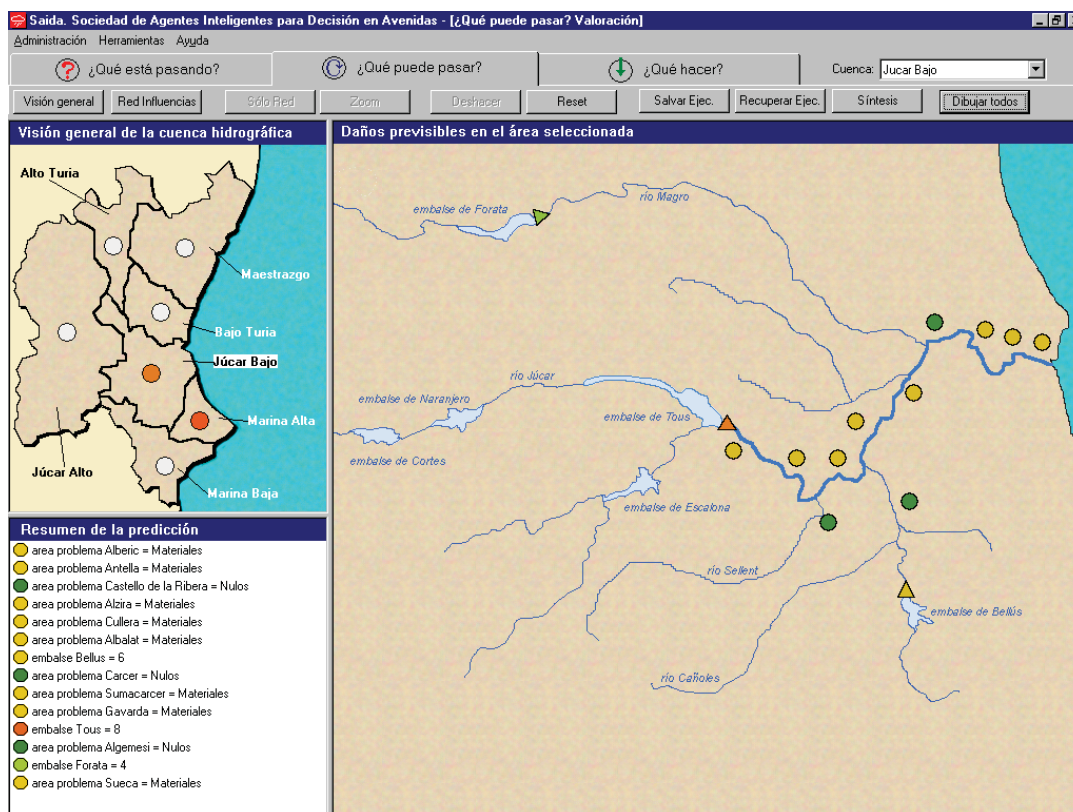 Saida. Sociedad de Agentes Inteligentes para Decisión en Avenidas - [¿Qué puede pasar? Valoración]
Administración Herramientas Ayuda
¿Qué está pasando?
¿Qué puede pasar?
¿Qué hacer?
Cuenca: Jucar Bajo
Visión general
Red Influencias
Sólo Red
Zoom
Deshacer
Reset
Salvar Ejec.
Recuperar Ejec.
Síntesis
Dibujar todos
Visión general de la cuenca hidrográfica
Alto Turia
Maestrazgo
Bajo Turia
Júcar Bajo
Marina Alta
Júcar Alto
Marina Baja
Resumen de la predicción
area problema Alberic = Materiales
area problema Antella = Materiales
area problema Castello de la Ribera = Nulos
area problema Alzira = Materiales
area problema Cullera = Materiales
area problema Albalat = Materiales
embalse Bellus = 6
area problema Carcer = Nulos
area problema Sumacarcer = Materiales
area problema Gavarda = Materiales
embalse Tous = 8
area problema Algemesi = Nulos
embalse Forata = 4
area problema Sueca = Materiales
Daños previsibles en el área seleccionada
embalse de Forata
río Magro
río Júcar
embalse de Naranjero
embalse de Tous
embalse de Cortes
embalse de Escalona
río Sellent
embalse de Bellús
río Cañoles